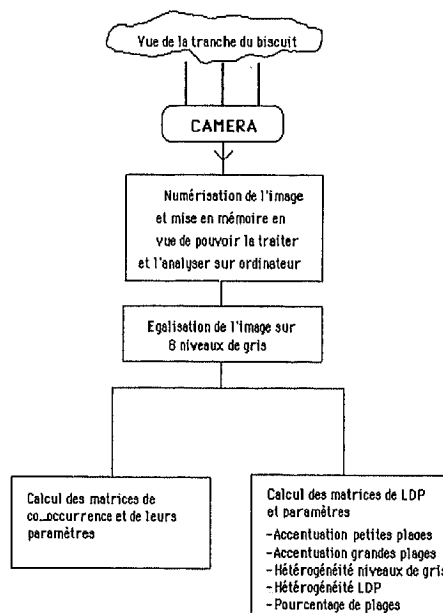 Vue de la tranche du biscuit
CAMERA
Numérisation de l'image
et mise en mémoire en
vue de pouvoir la traiter
et l'analyser sur ordinateur
Egalisation de l'image sur
8 niveaux de gris
Calcul des matrices de
co_occurrence et de leurs
paramètres
Calcul des matrices de LDP
et paramètres
-Accentuation petites plages
-Accentuation grandes plages
-Hétérogénéité niveaux de gris
-Hétérogénéité LDP
-Pourcentage de plages